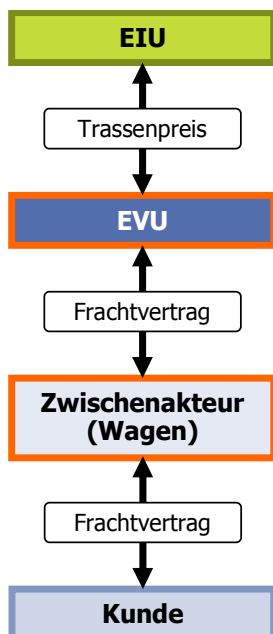 EIU
Trassenpreis
EVU
Frachtvertrag
Zwischenakteur
(Wagen)
Frachtvertrag
Kunde